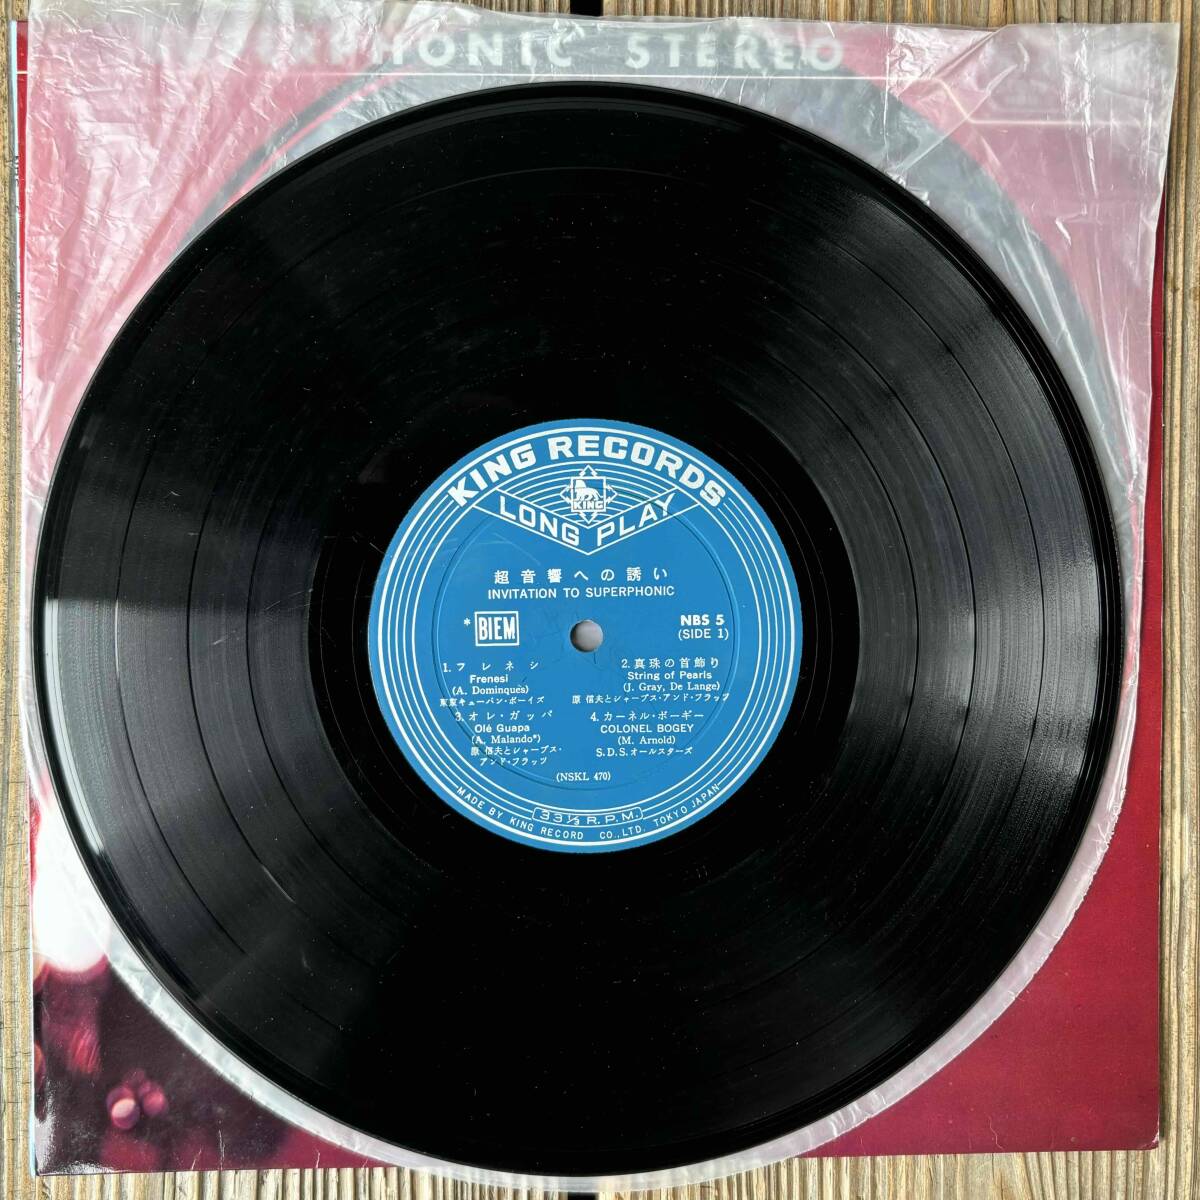 SUPERPHONIC STEREO
KING RECORDS
KING
LONG PLAY
超音響への誘い
INVITATION TO SUPERPHONIC
* BIEM
NBS 5
(SIDE 1)
1. フレネシ
Frenesi
(A. Dominques)
東京キューバン・ボーイズ
2. 真珠の首飾り
String of Pearls
(J. Gray, De Lange)
原 信夫とシャープス・アンド・フラッツ
3. オレ・ガッパ
Olé Guapa
(A. Malando*)
原 信夫とシャープス・
アンド・フラッツ
4. カーネル・ボーギー
COLONEL BOGEY
(M. Arnold)
S.D.S. オールスターズ
(NSKL 470)
33⅓ R.P.M.
MADE BY KING RECORD CO., LTD. TOKYO JAPAN